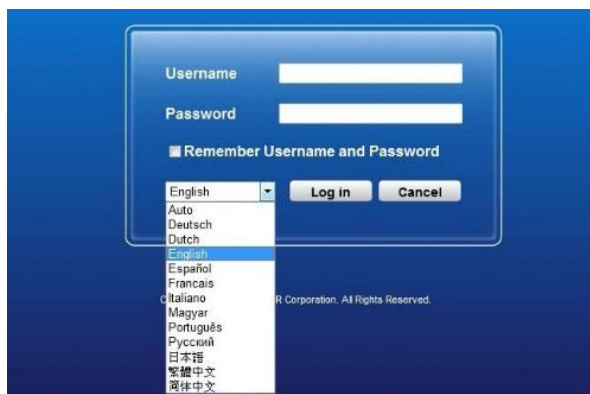 Username
Password
Remember Username and Password
English
Log in
Cancel
Auto
Deutsch
Dutch
English
Español
Francais
Italiano
Magyar
Português
Русский
日本語
繁體中文
简体中文
R Corporation. All Rights Reserved.